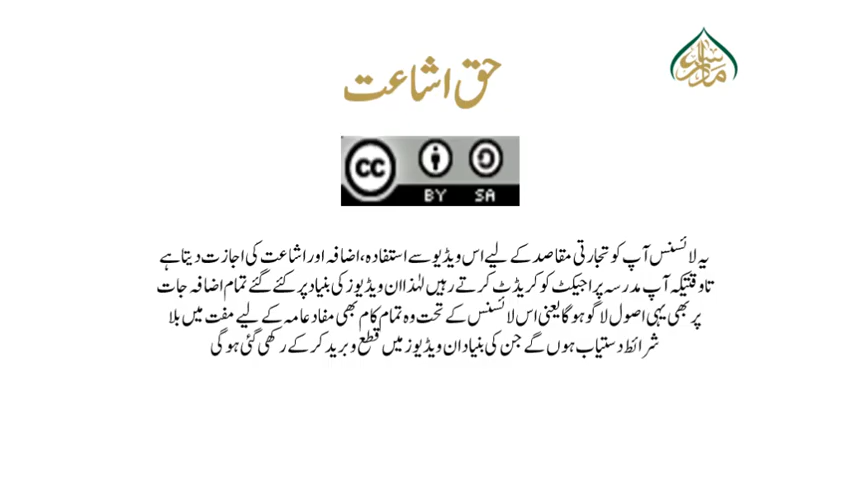 مدرسہ
حق اشاعت
cc
BY SA
یہ لائسنس آپ کو تجارتی مقاصد کے لیے اس ویڈیو سے استفادہ، اضافہ اور اشاعت کی اجازت دیتا ہے
تاوقتیکہ آپ مدرسہ پراجیکٹ کو کریڈٹ کرتے رہیں لہٰذا ان ویڈیوز کی بنیاد پر کئے گئے تمام اضافہ جات
پر بھی یہی اصول لاگو ہوگا یعنی اس لائسنس کے تحت وہ تمام کام بھی مفاد عامہ کے لیے مفت میں بلا
شرائط دستیاب ہوں گے جن کی بنیاد ان ویڈیوز میں قطع و برید کر کے رکھی گئی ہوگی